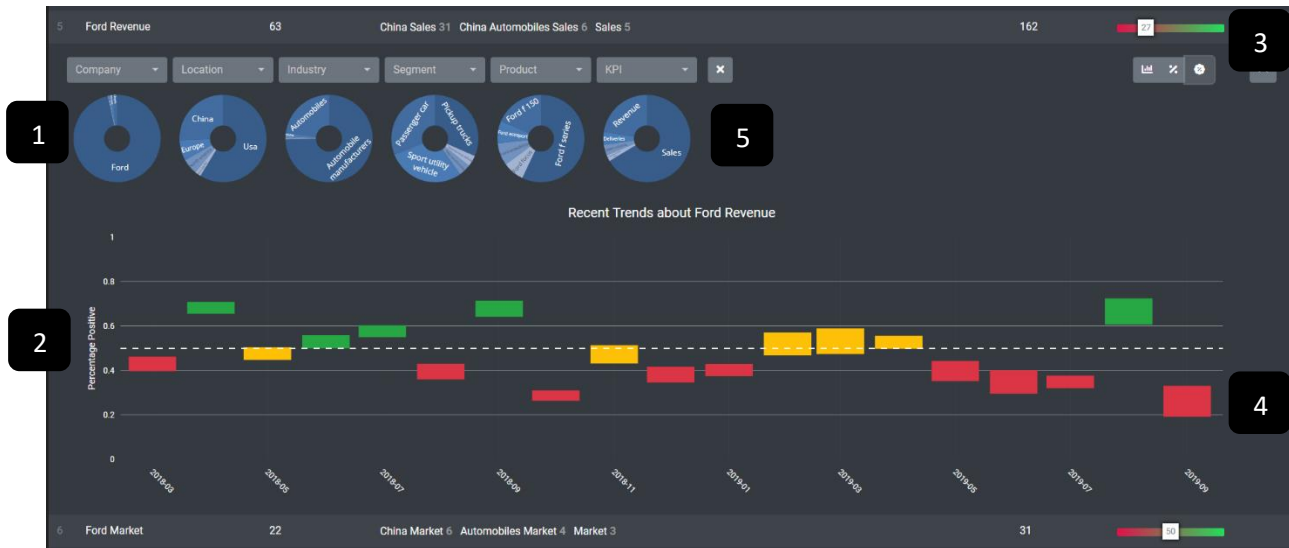 5 Ford Revenue 63 China Sales 31 China Automobiles Sales 6 Sales 5 162 27
3
Company Location Industry Segment Product KPI
1
Ford
China Europe Usa
Automobiles Automobile manufacturers
Passenger car Pickup trucks Sport utility vehicle
Ford f 150 Ford f series
Revenue Deliveries Sales
5
Recent Trends about Ford Revenue
2
Percentage Positive
1
0.8
0.6
0.4
0.2
0
4
2018-03 2018-05 2018-07 2018-09 2018-11 2019-01 2019-03 2019-05 2019-07 2019-09
6 Ford Market 22 China Market 6 Automobiles Market 4 Market 3 31 50